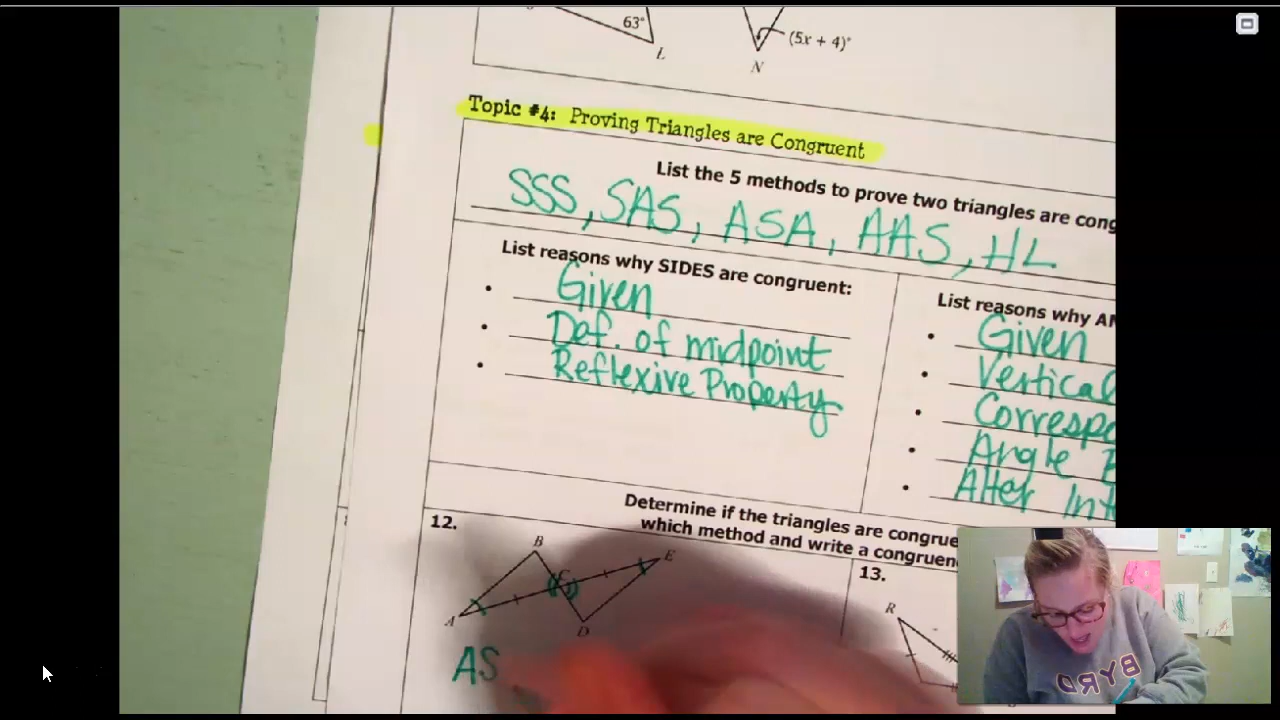 63°
L
N
(5x + 4)°
Topic #4: Proving Triangles are Congruent
List the 5 methods to prove two triangles are cong
SSS, SAS, ASA, AAS, HL
List reasons why SIDES are congruent:
• Given
• Def. of midpoint
• Reflexive Property
List reasons why AN
• Given
• Vertical
• Correspo
• Angle B
• Alter Int
Determine if the triangles are congrue
which method and write a congruen
12.
B
E
C
A
D
AS
13.
R
BYRD